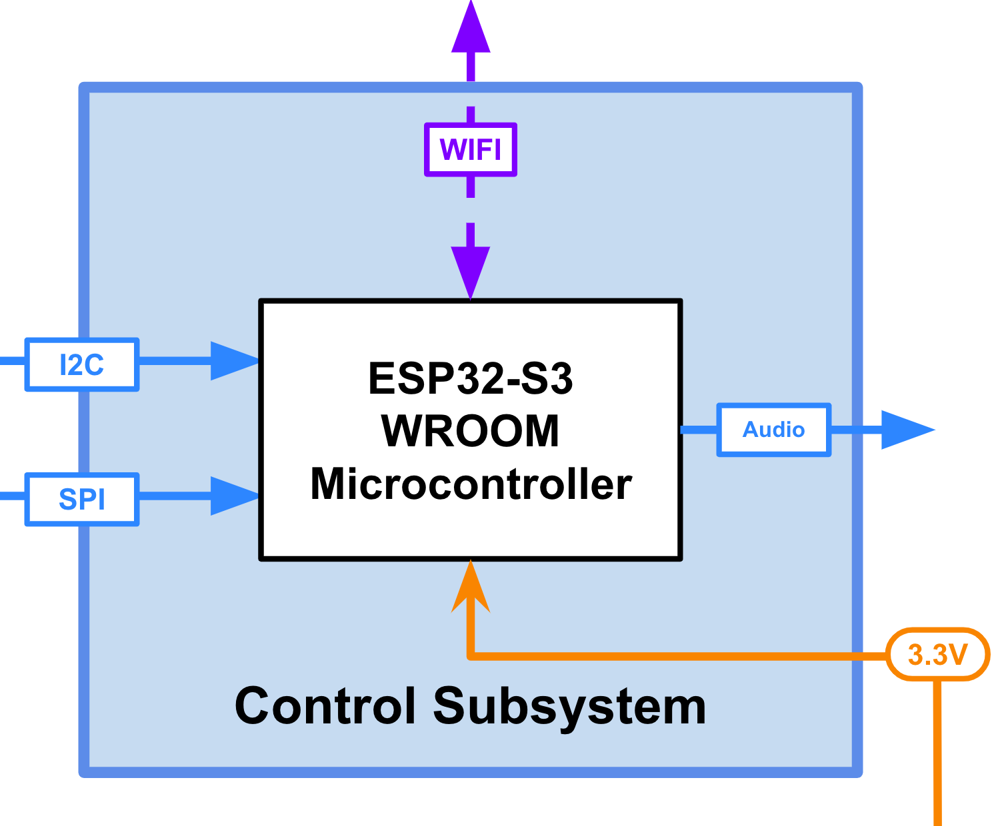 WIFI
I2C
ESP32-S3
WROOM
Microcontroller
Audio
SPI
3.3V
Control Subsystem